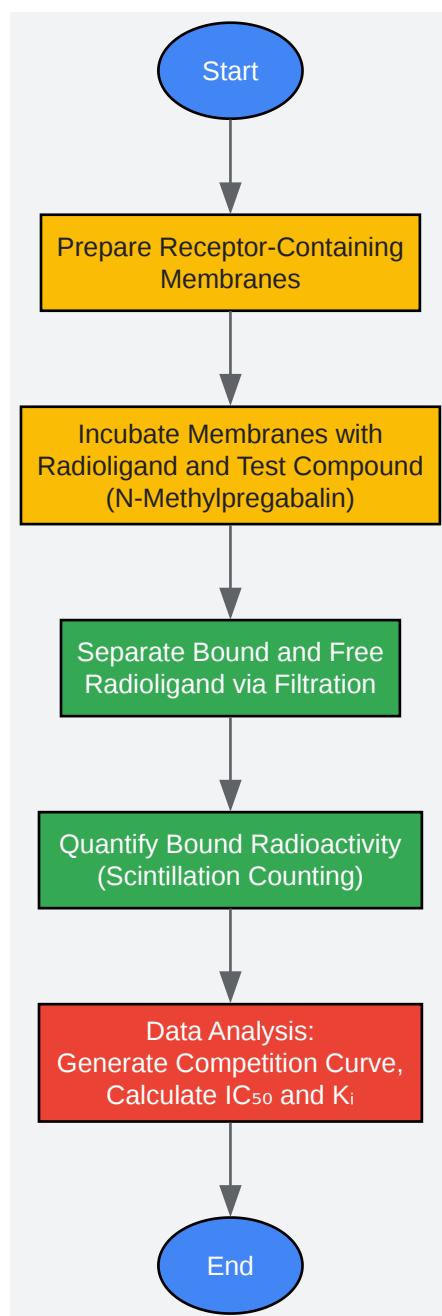 Start
Prepare Receptor-Containing
Membranes
Incubate Membranes with
Radioligand and Test Compound
(N-Methylpregabalin)
Separate Bound and Free
Radioligand via Filtration
Quantify Bound Radioactivity
(Scintillation Counting)
Data Analysis:
Generate Competition Curve,
Calculate IC₅₀ and Kᵢ
End